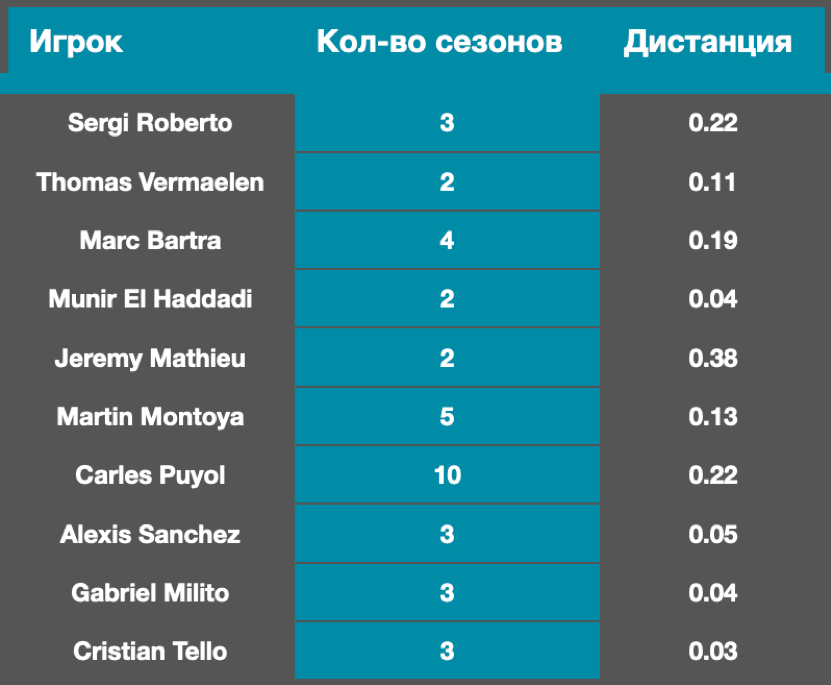 Игрок Кол-во сезонов Дистанция
Sergi Roberto 3 0.22
Thomas Vermaelen 2 0.11
Marc Bartra 4 0.19
Munir El Haddadi 2 0.04
Jeremy Mathieu 2 0.38
Martin Montoya 5 0.13
Carles Puyol 10 0.22
Alexis Sanchez 3 0.05
Gabriel Milito 3 0.04
Cristian Tello 3 0.03